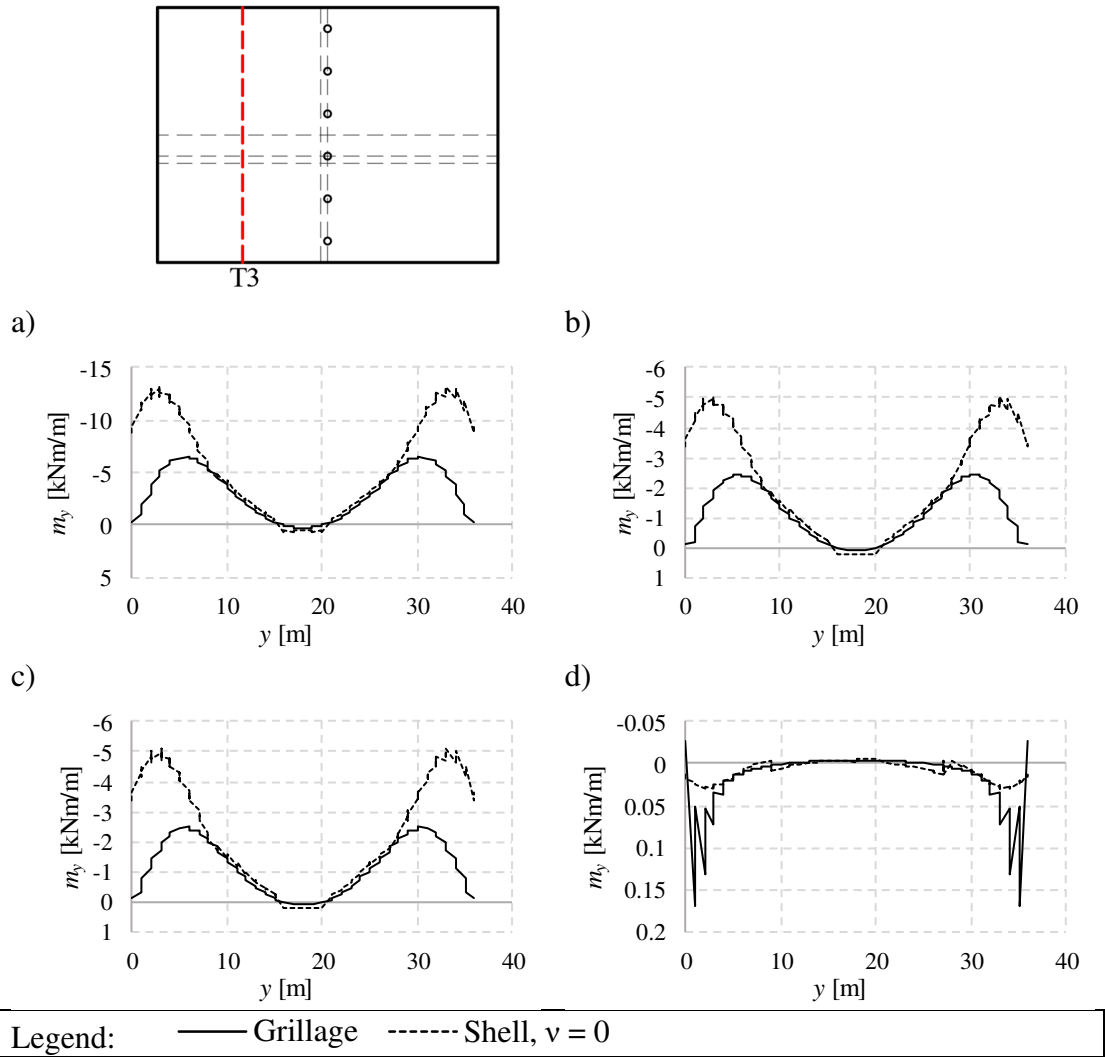 T3
a)
b)
-15
-10
-5
0
5
m_y [kNm/m]
0 10 20 30 40
y [m]
-6
-5
-4
-3
-2
-1
0
1
m_y [kNm/m]
0 10 20 30 40
y [m]
c)
d)
-6
-5
-4
-3
-2
-1
0
1
m_y [kNm/m]
0 10 20 30 40
y [m]
-0.05
0
0.05
0.1
0.15
0.2
m_y [kNm/m]
0 10 20 30 40
y [m]
Legend: Grillage Shell, ν = 0